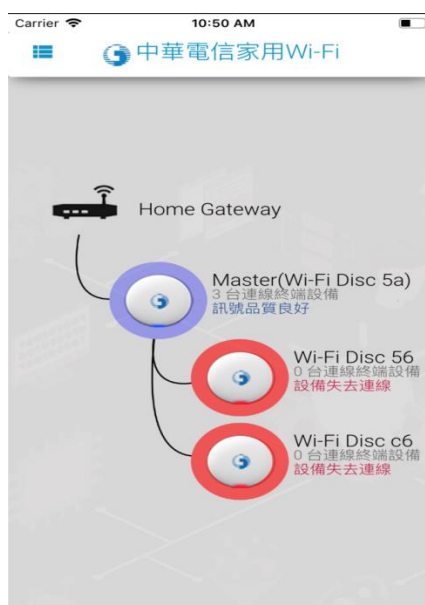 Carrier
10:50 AM
中華電信家用Wi-Fi
Home Gateway
Master(Wi-Fi Disc 5a)
3 台連線終端設備
訊號品質良好
Wi-Fi Disc 56
0 台連線終端設備
設備失去連線
Wi-Fi Disc c6
0 台連線終端設備
設備失去連線